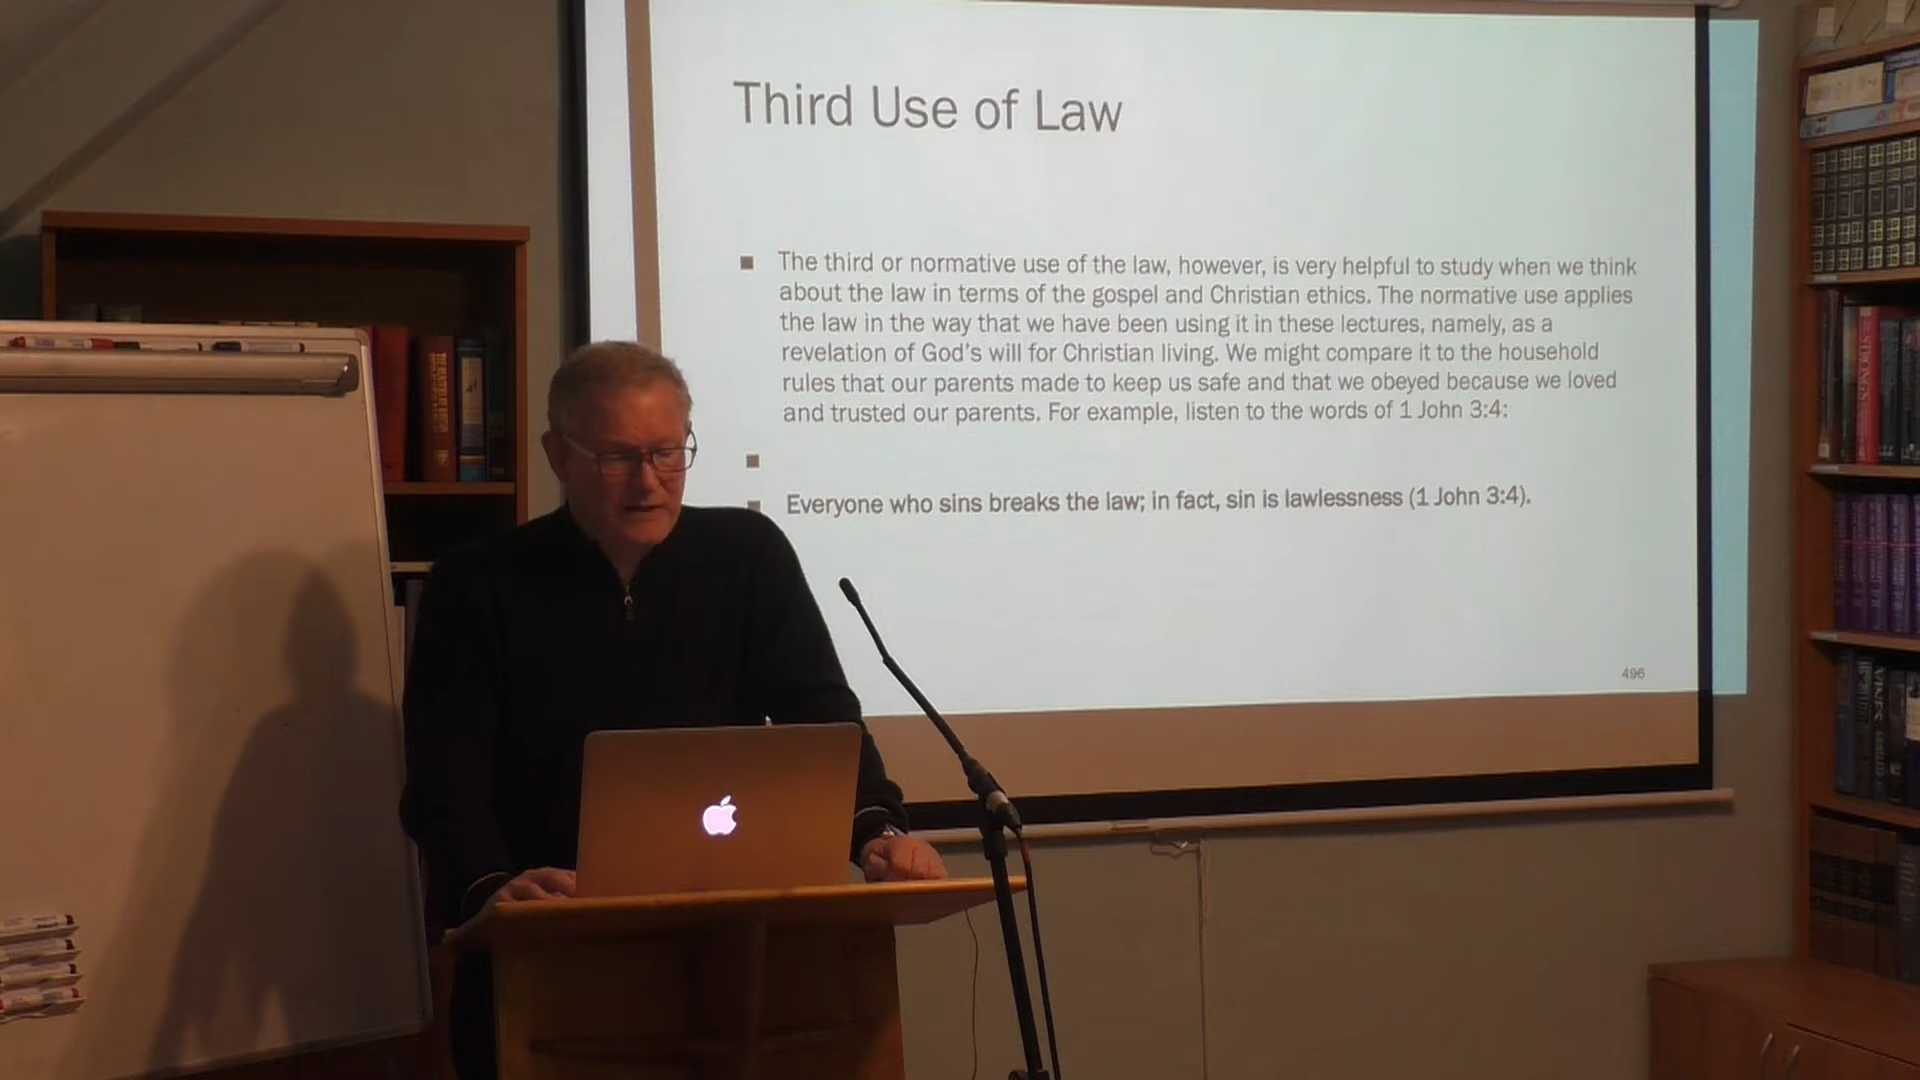 Third Use of Law
The third or normative use of the law, however, is very helpful to study when we think
about the law in terms of the gospel and Christian ethics. The normative use applies
the law in the way that we have been using it in these lectures, namely, as a
revelation of God's will for Christian living. We might compare it to the household
rules that our parents made to keep us safe and that we obeyed because we loved
and trusted our parents. For example, listen to the words of 1 John 3:4:
Everyone who sins breaks the law; in fact, sin is lawlessness (1 John 3:4).
496